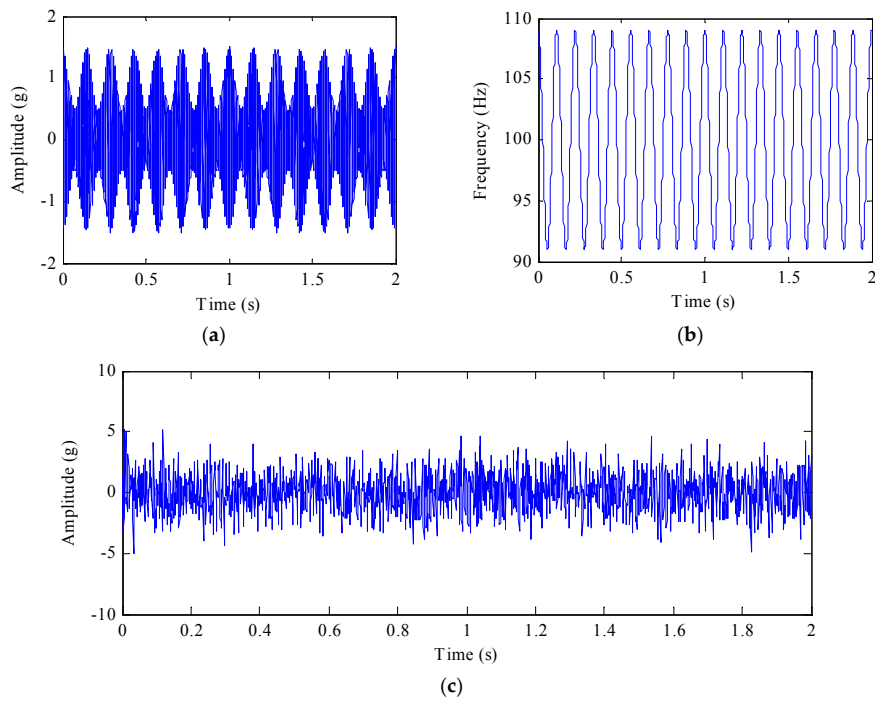 2
1
0
-1
-2
Amplitude (g)
0 0.5 1 1.5 2
Time (s)
(a)
110
105
100
95
90
Frequency (Hz)
0 0.5 1 1.5 2
Time (s)
(b)
10
5
0
-5
-10
Amplitude (g)
0 0.2 0.4 0.6 0.8 1 1.2 1.4 1.6 1.8 2
Time (s)
(c)